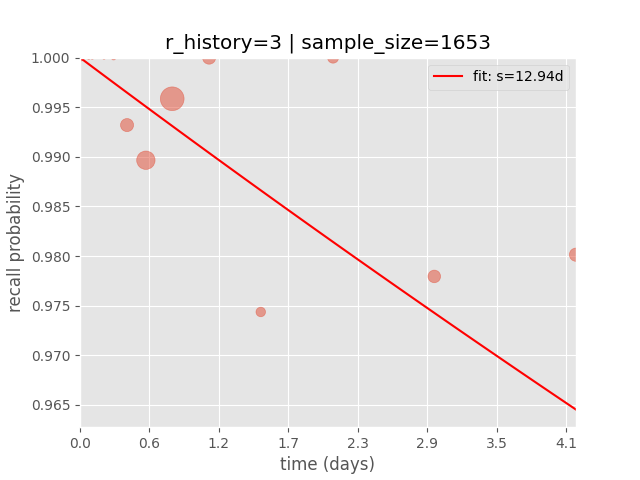 r_history=3 | sample_size=1653
fit: s=12.94d
recall probability
1.000
0.995
0.990
0.985
0.980
0.975
0.970
0.965
0.0 0.6 1.2 1.7 2.3 2.9 3.5 4.1
time (days)